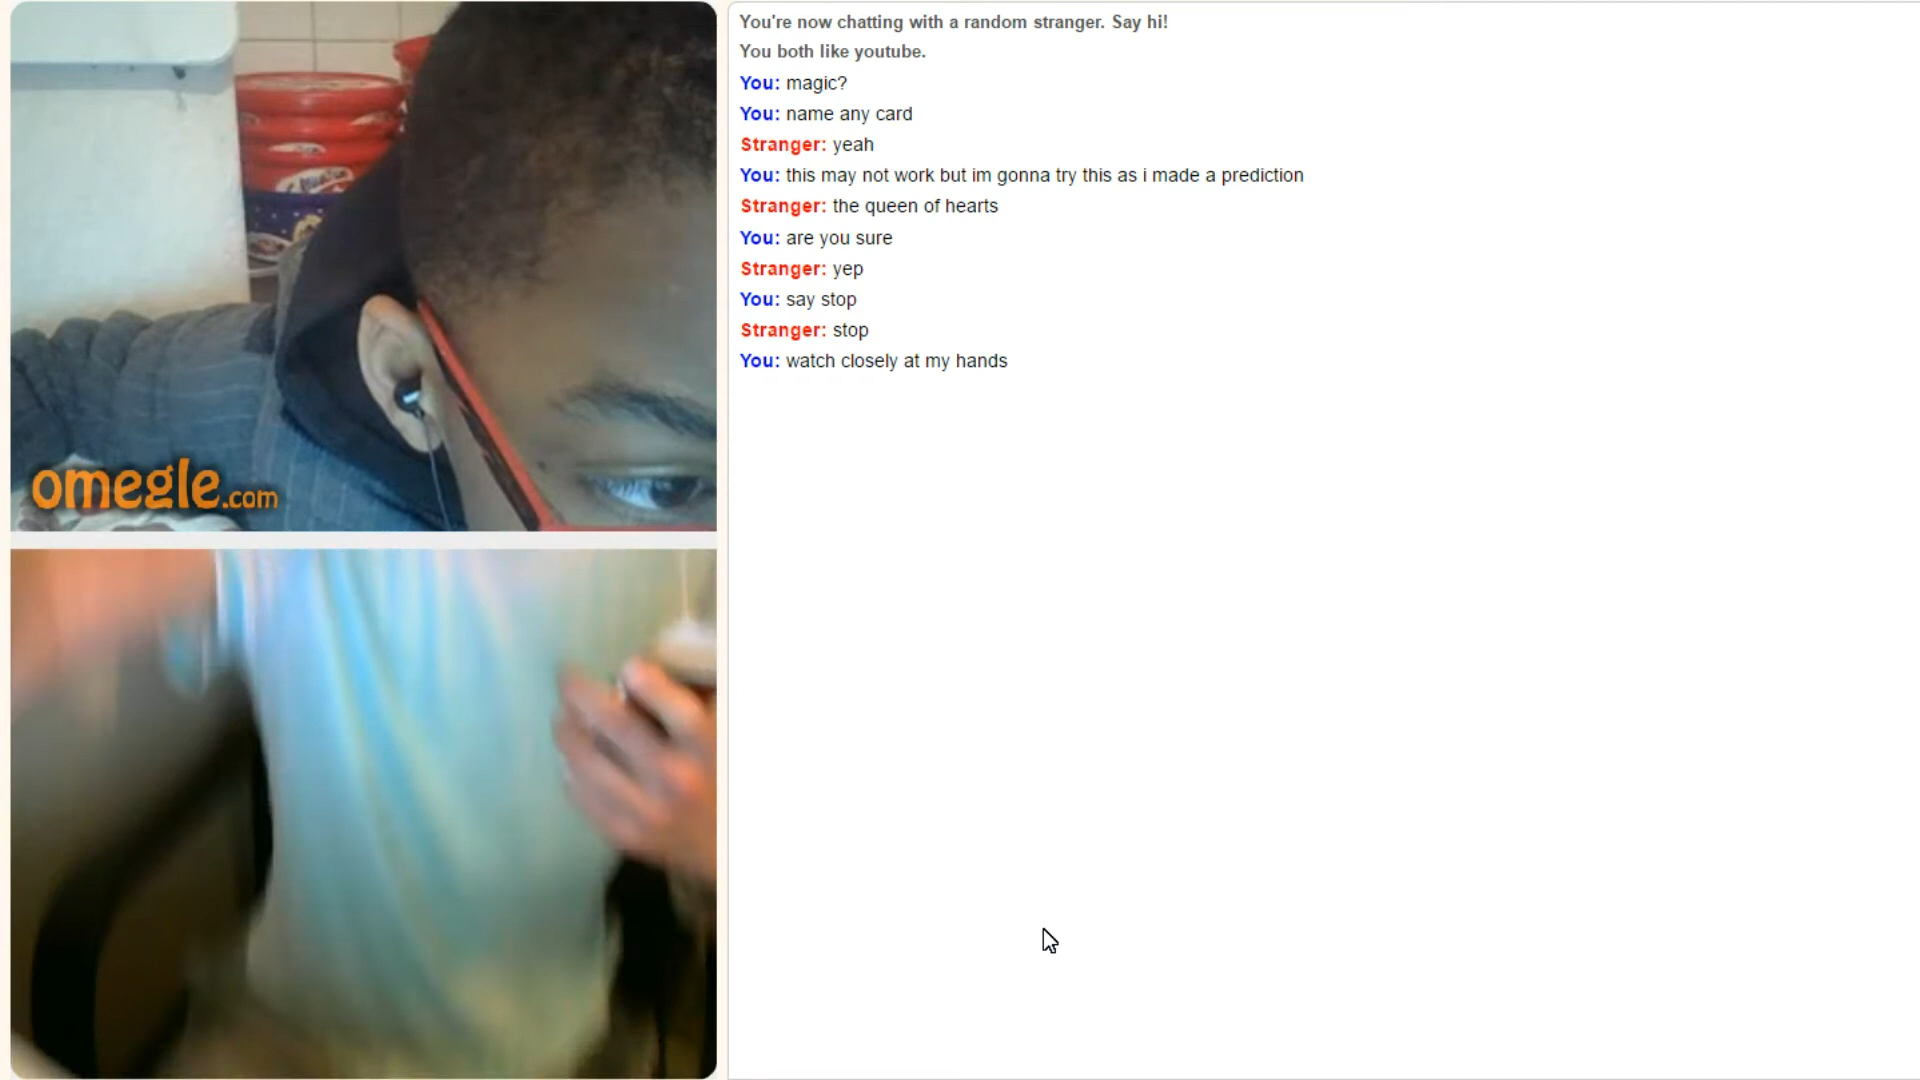 You're now chatting with a random stranger. Say hi!
You both like youtube.
You: magic?
You: name any card
Stranger: yeah
You: this may not work but im gonna try this as i made a prediction
Stranger: the queen of hearts
You: are you sure
Stranger: yep
You: say stop
Stranger: stop
You: watch closely at my hands
omegle.com